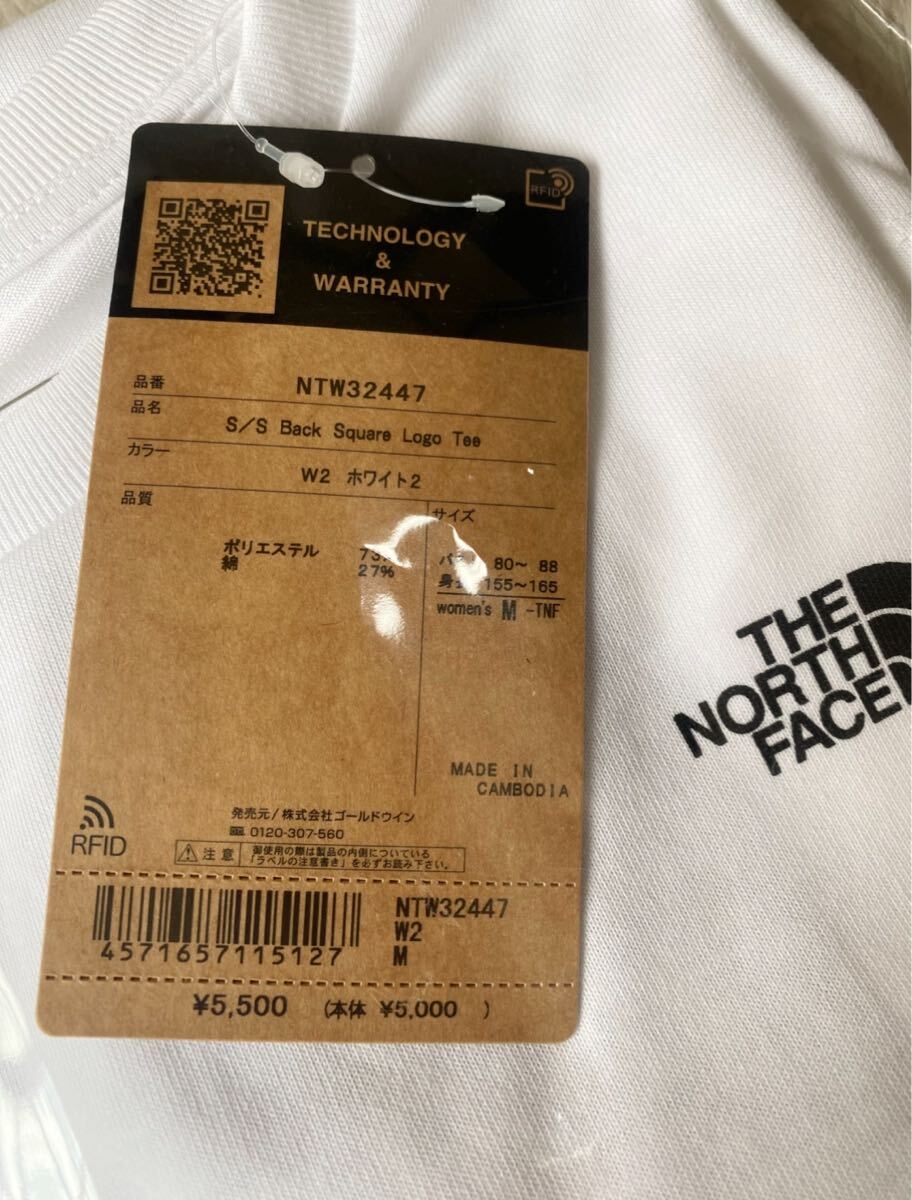 RFID
TECHNOLOGY
&
WARRANTY
品番 NTW32447
品名
S/S Back Square Logo Tee
カラー
W2 ホワイト2
品質
サイズ
ポリエステル
綿 27%
80～ 88
155～165
women's M -TNF
MADE IN
CAMBODIA
発売元/株式会社ゴールドウイン
0120-307-560
RFID
注意
御使用の際は製品の内側についている
「ラベルの注意書き」を必ずお読み下さい。
4571657115127
NTW32447
W2
M
¥5,500 (本体 ¥5,000 )
THE
NORTH
FACE